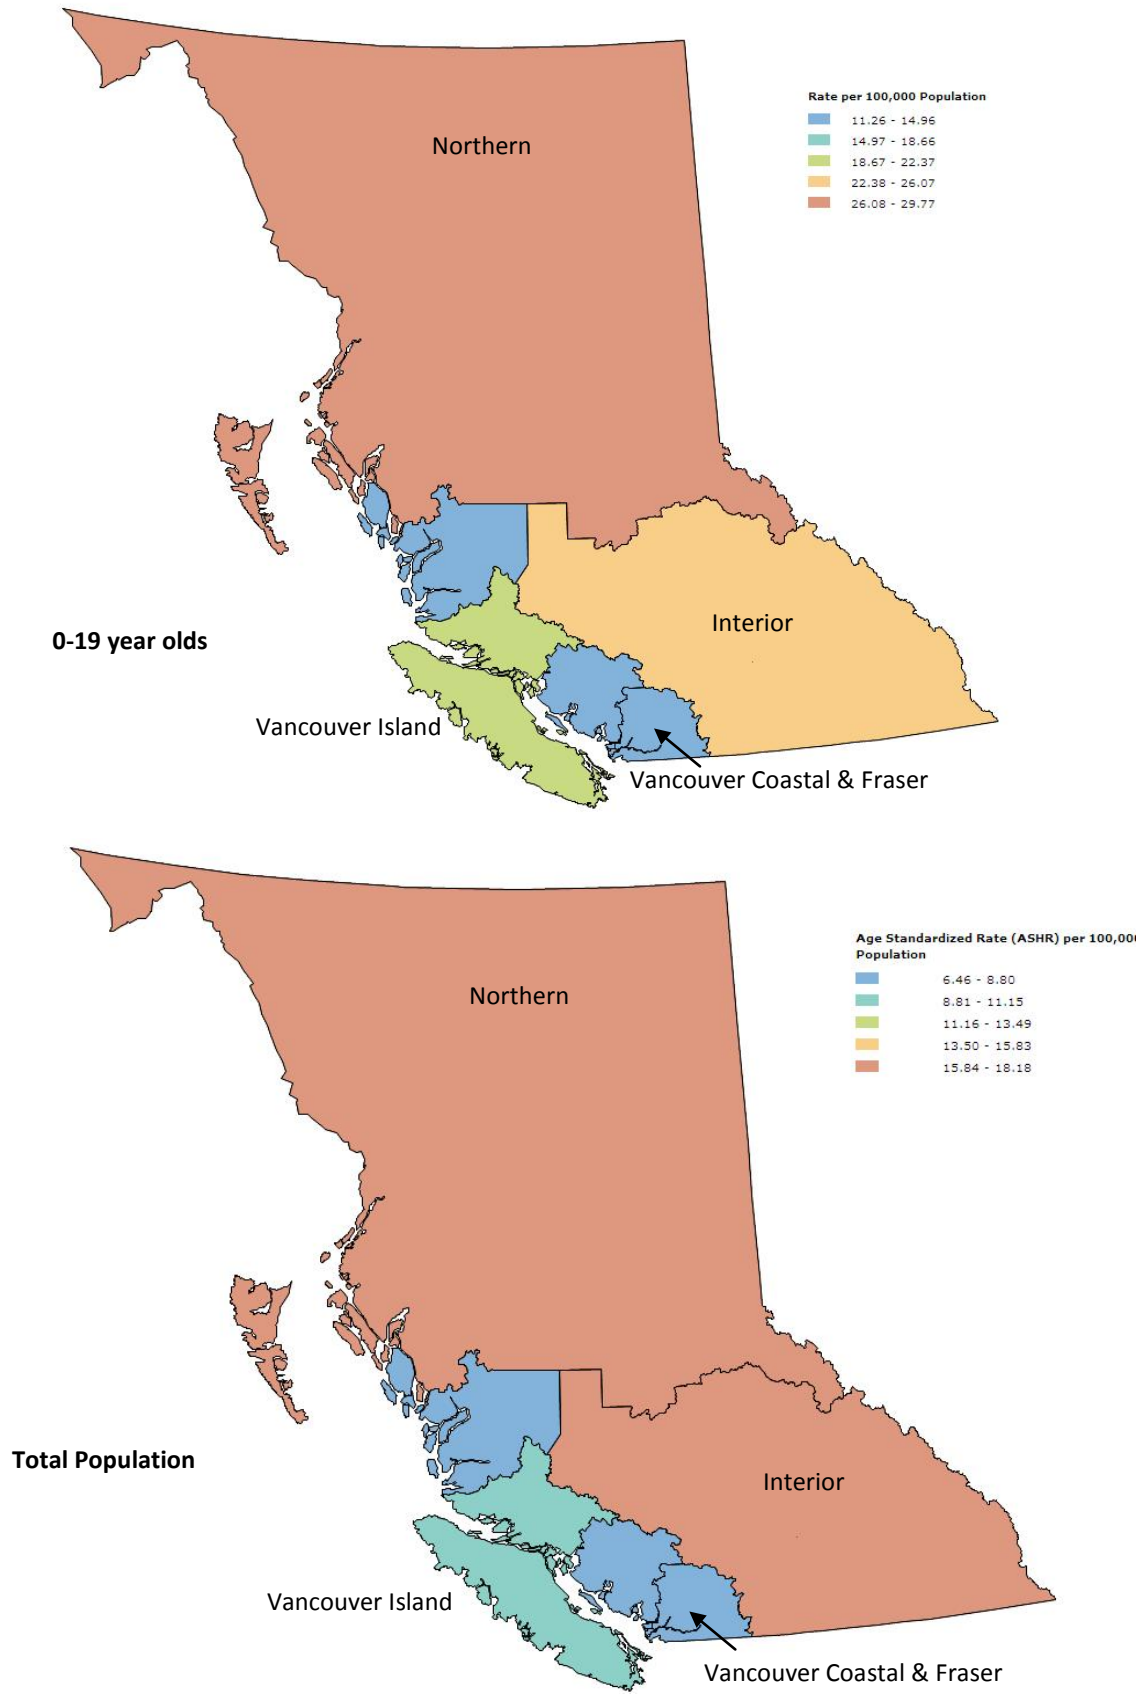 Rate per 100,000 Population
11.26 - 14.96
14.97 - 18.66
18.67 - 22.37
22.38 - 26.07
26.08 - 29.77
Northern
Interior
0-19 year olds
Vancouver Island
Vancouver Coastal & Fraser
Age Standardized Rate (ASHR) per 100,000
Population
6.46 - 8.80
8.81 - 11.15
11.16 - 13.49
13.50 - 15.83
15.84 - 18.18
Northern
Total Population
Interior
Vancouver Island
Vancouver Coastal & Fraser